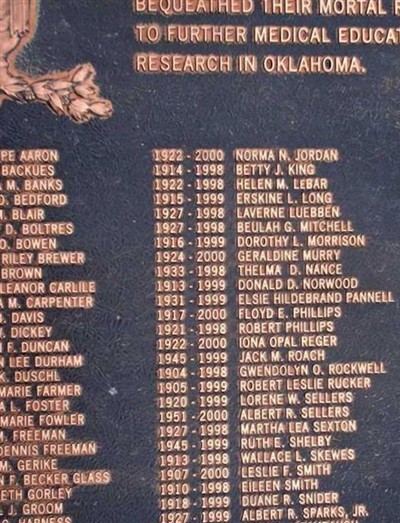 BEQUEATHED THEIR MORTAL
TO FURTHER MEDICAL EDUCAT
RESEARCH IN OKLAHOMA.
PE AARON 1922 - 2000 NORMA N. JORDAN
BACKUES 1914 - 1998 BETTY J. KING
M. BANKS 1922 - 1998 HELEN M. LeBAR
D. BEDFORD 1915 - 1999 ERSKINE L. LONG
M. BLAIR 1927 - 1998 LAVERNE LUEBBEN
D BOLTRES 1927 - 1998 BEULAH G. MITCHELL
D. BOWEN 1916 - 1999 DOROTHY L. MORRISON
RILEY BREWER 1924 - 2000 GERALDINE MURRY
BROWN 1933 - 1998 THELMA D. NANCE
LEANOR CARLILE 1913 - 1999 DONALD D. NORWOOD
A M. CARPENTER 1931 - 1999 ELSIE HILDEBRAND PANNELL
DAVIS 1917 - 2000 FLOYD E. PHILLIPS
DICKEY 1921 - 1998 ROBERT PHILLIPS
F. DUNCAN 1922 - 2000 IONA OPAL REGER
N LEE DURHAM 1945 - 1999 JACK M. ROACH
K. DUSCHL 1904 - 1998 GWENDOLYN O. ROCKWELL
MARIE FARMER 1905 - 1999 ROBERT LESLIE RUCKER
A L. FOSTER 1920 - 1999 LORENE W. SELLERS
MARIE FOWLER 1951 - 2000 ALBERT R. SELLERS
M. FREEMAN 1927 - 1998 MARTHA LEA SEXTON
DENNIS FREEMAN 1945 - 1999 RUTH E. SHELBY
M. GERIKE 1913 - 1998 WALLACE L. SKEWES
N F. BECKER GLASS 1907 - 2000 LESLIE F. SMITH
ETH GORLEY 1910 - 1998 EILEEN SMITH
J. GROOM 1918 - 1999 DUANE R. SNIDER
HARNESS 1927 - 1999 ALBERT R. SPARKS, JR.